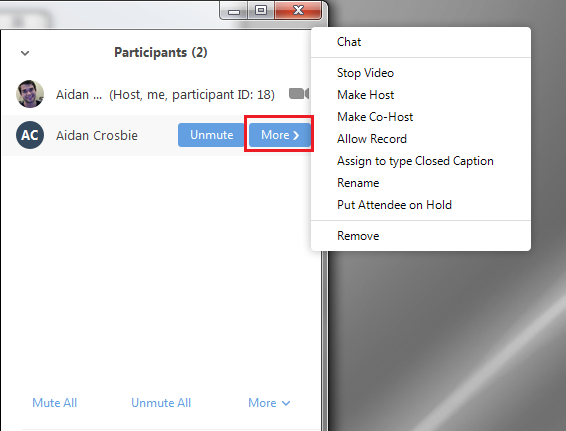 Participants (2)
Aidan ... (Host, me, participant ID: 18)
AC Aidan Crosbie Unmute More
Chat
Stop Video
Make Host
Make Co-Host
Allow Record
Assign to type Closed Caption
Rename
Put Attendee on Hold
Remove
Mute All Unmute All More